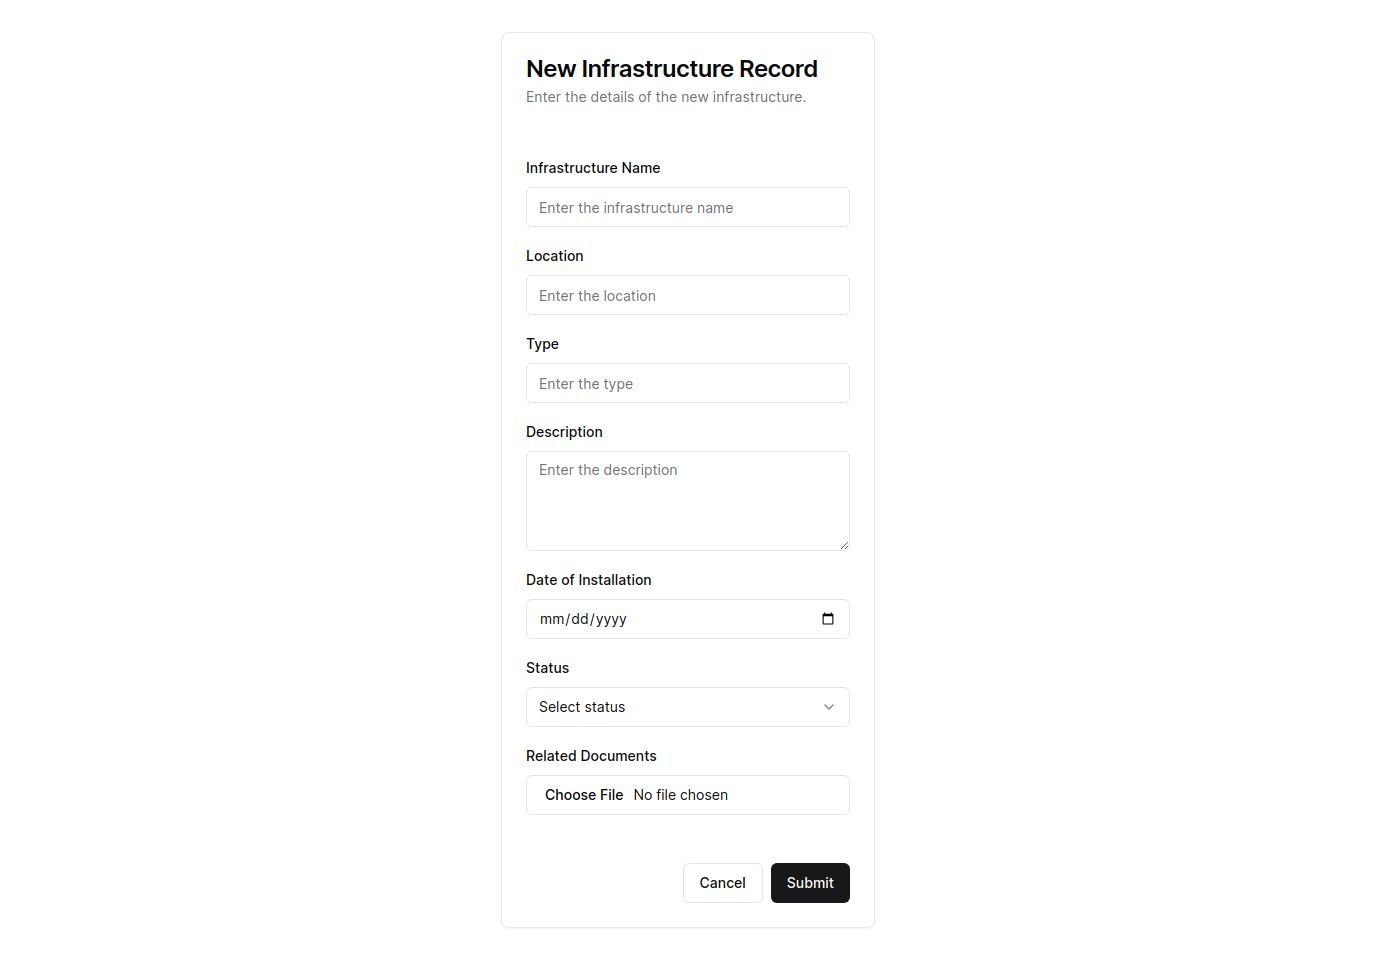 New Infrastructure Record
Enter the details of the new infrastructure.
Infrastructure Name
Enter the infrastructure name
Location
Enter the location
Type
Enter the type
Description
Enter the description
Date of Installation
mm/dd/yyyy
Status
Select status
Related Documents
Choose File No file chosen
Cancel Submit